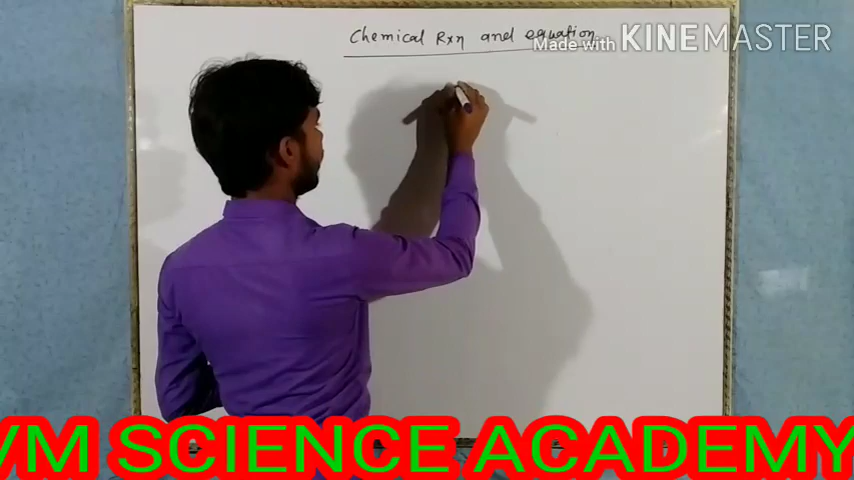 Chemical Rxn and equation
Made with KINEMASTER
VM SCIENCE ACADEMY